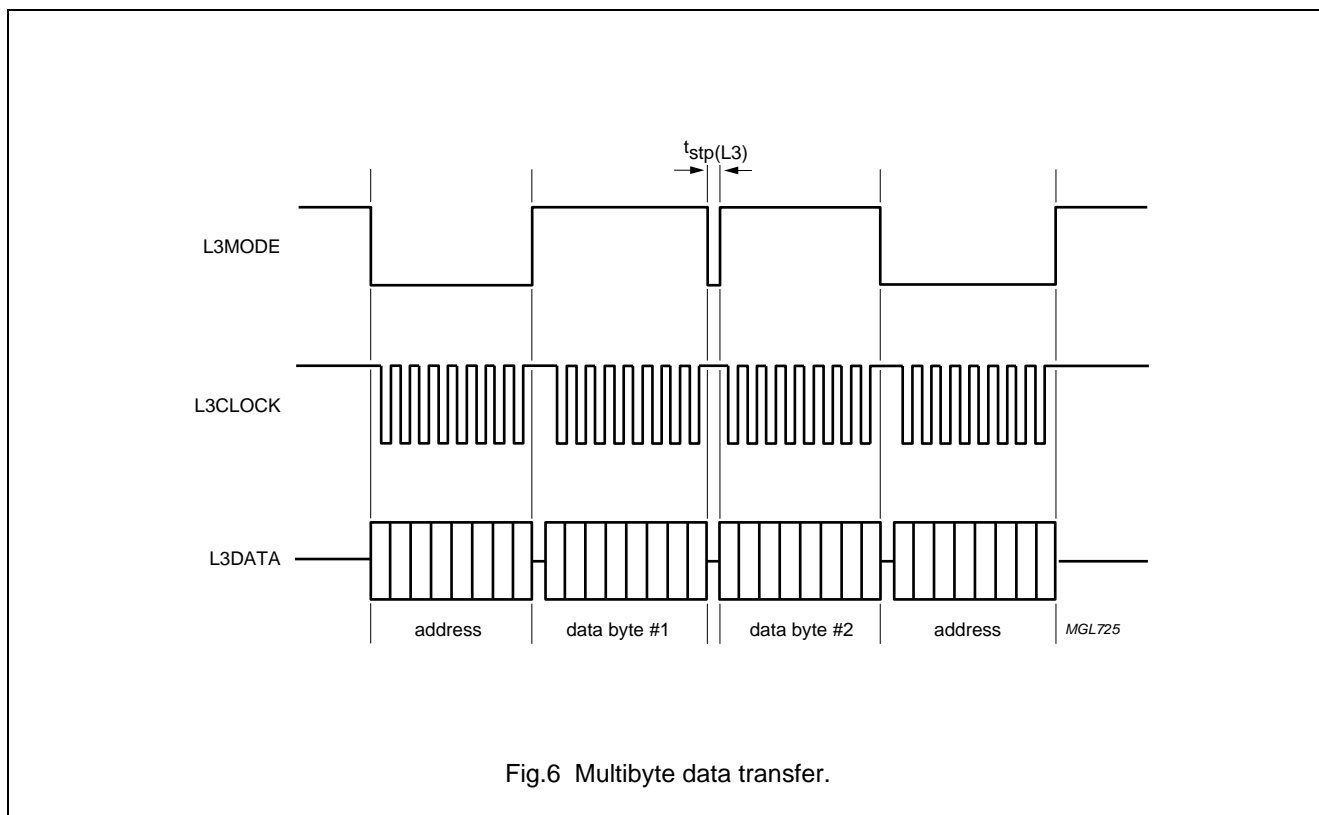 tstp(L3)
L3MODE
L3CLOCK
L3DATA
address data byte #1 data byte #2 address MGL725
Fig.6 Multibyte data transfer.